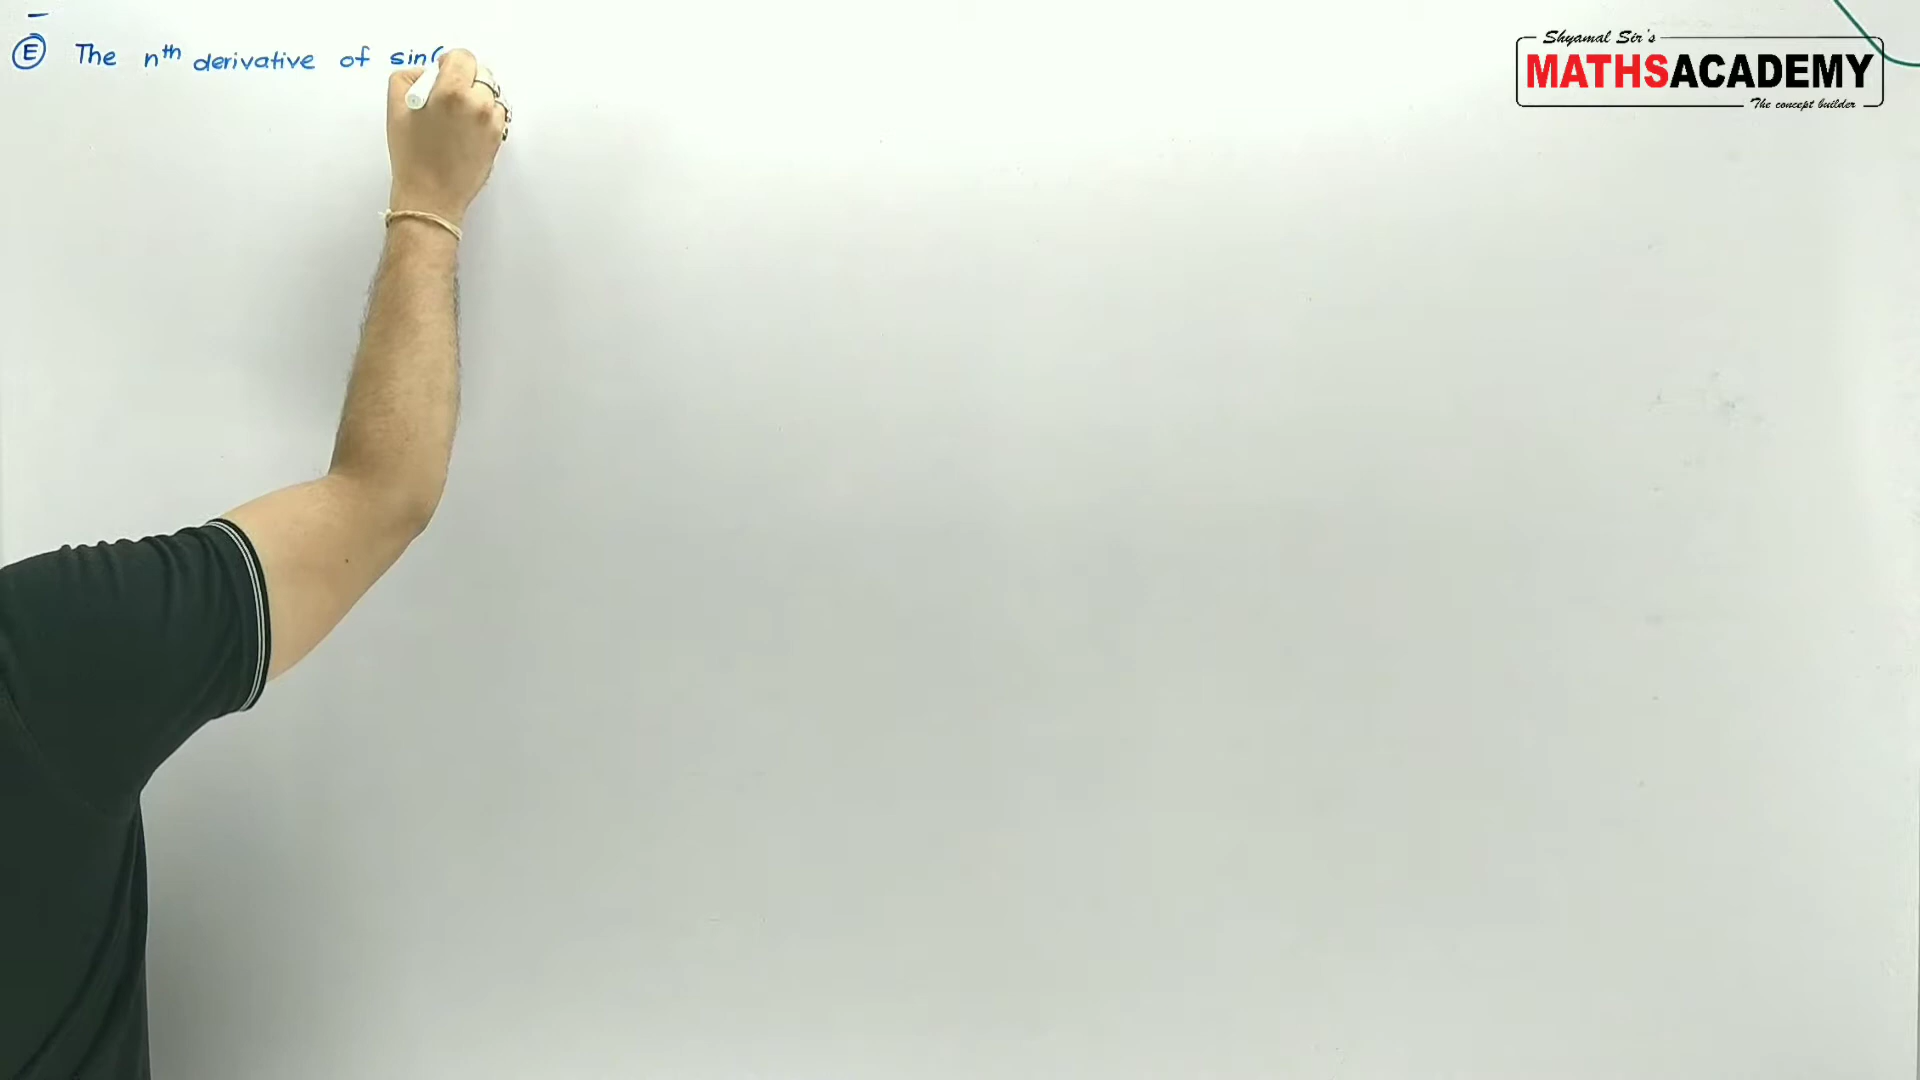 Ⓔ The nᵗʰ derivative of sin(
Shyamal Sir's
MATHSACADEMY
The concept builder